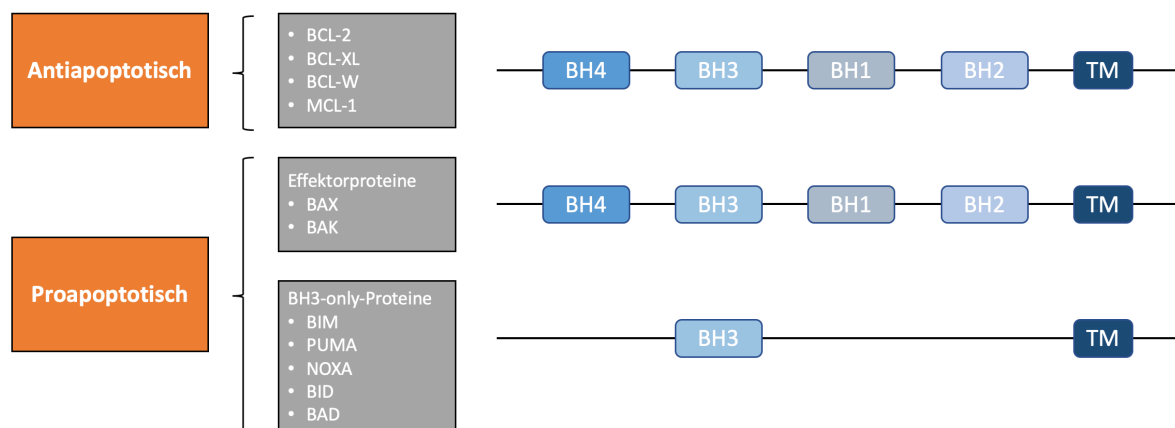 Antiapoptotisch
• BCL-2
• BCL-XL
• BCL-W
• MCL-1
BH4 BH3 BH1 BH2 TM
Proapoptotisch
Effektorproteine
• BAX
• BAK
BH4 BH3 BH1 BH2 TM
BH3-only-Proteine
• BIM
• PUMA
• NOXA
• BID
• BAD
BH3 TM